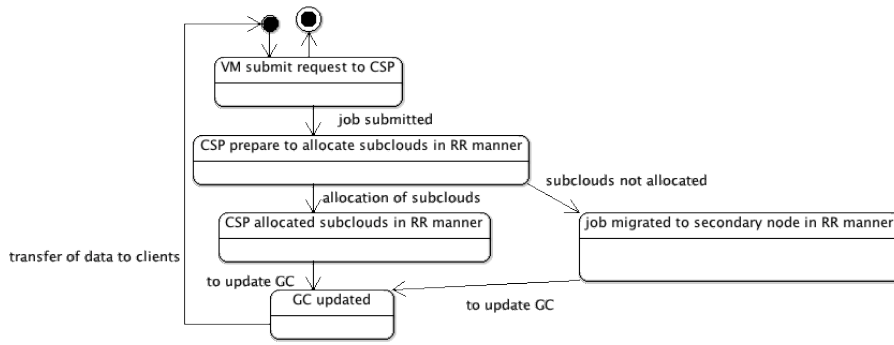 VM submit request to CSP
job submitted
CSP prepare to allocate subclouds in RR manner
subclouds not allocated
allocation of subclouds
CSP allocated subclouds in RR manner
job migrated to secondary node in RR manner
transfer of data to clients
to update GC
GC updated
to update GC